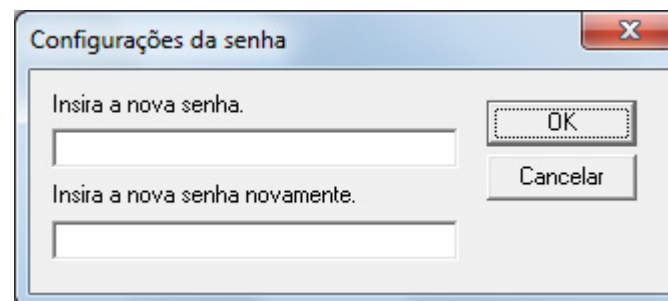 Configurações da senha
Insira a nova senha.
OK
Cancelar
Insira a nova senha novamente.